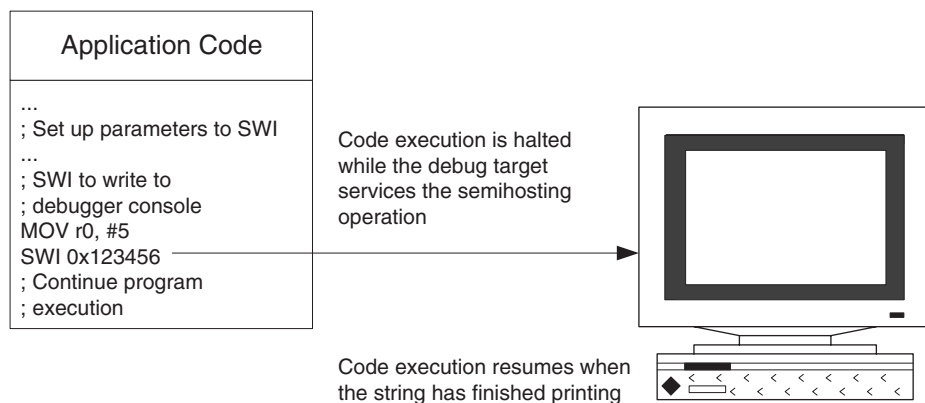 Application Code
...
; Set up parameters to SWI
...
; SWI to write to
; debugger console
MOV r0, #5
SWI 0x123456
; Continue program
; execution
Code execution is halted
while the debug target
services the semihosting
operation
Code execution resumes when
the string has finished printing